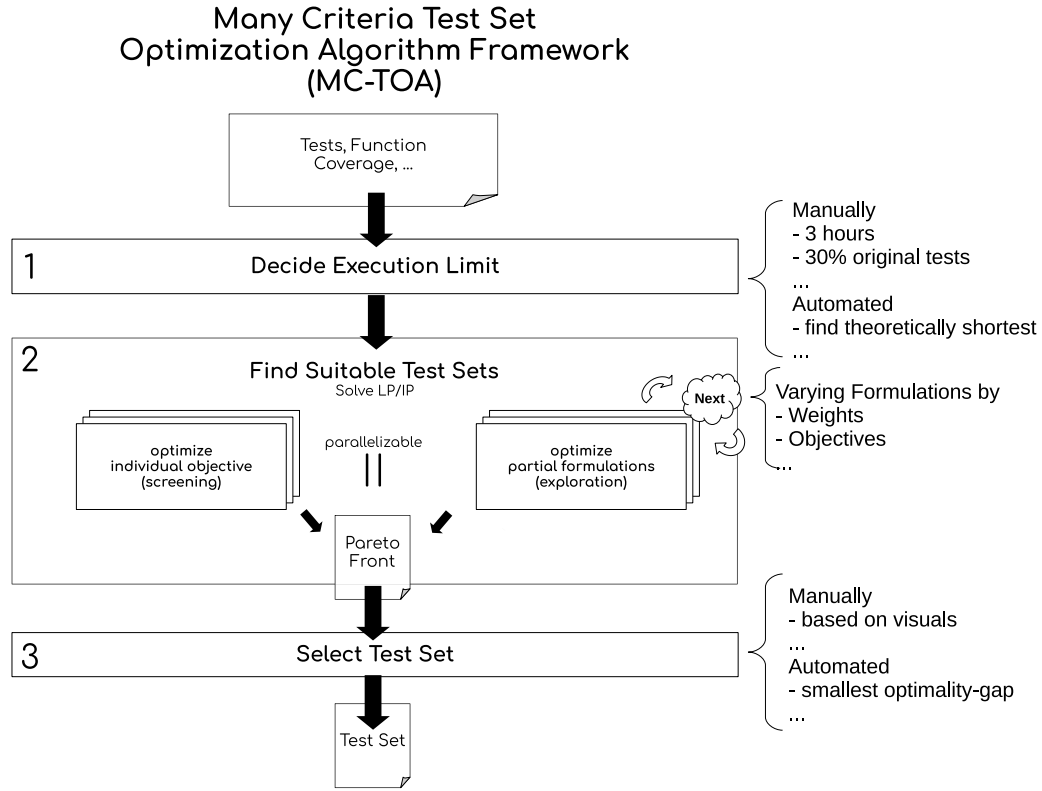 Many Criteria Test Set
Optimization Algorithm Framework
(MC-TOA)
Tests, Function
Coverage, ...
1
Decide Execution Limit
Manually
- 3 hours
- 30% original tests
...
Automated
- find theoretically shortest
...
2
Find Suitable Test Sets
Solve LP/IP
Next
Varying Formulations by
- Weights
- Objectives
...
optimize
individual objective
(screening)
parallelizable
optimize
partial formulations
(exploration)
Pareto
Front
3
Select Test Set
Manually
- based on visuals
...
Automated
- smallest optimality-gap
...
Test Set